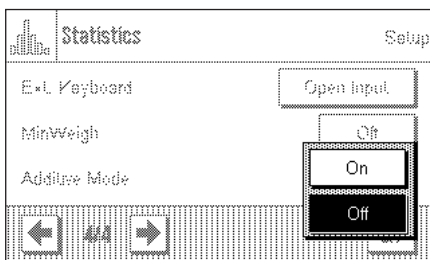 Statistics
Setup
Ext. Keyboard
Open Input
MinWeigh
Off
Additive Mode
On
Off
4/4